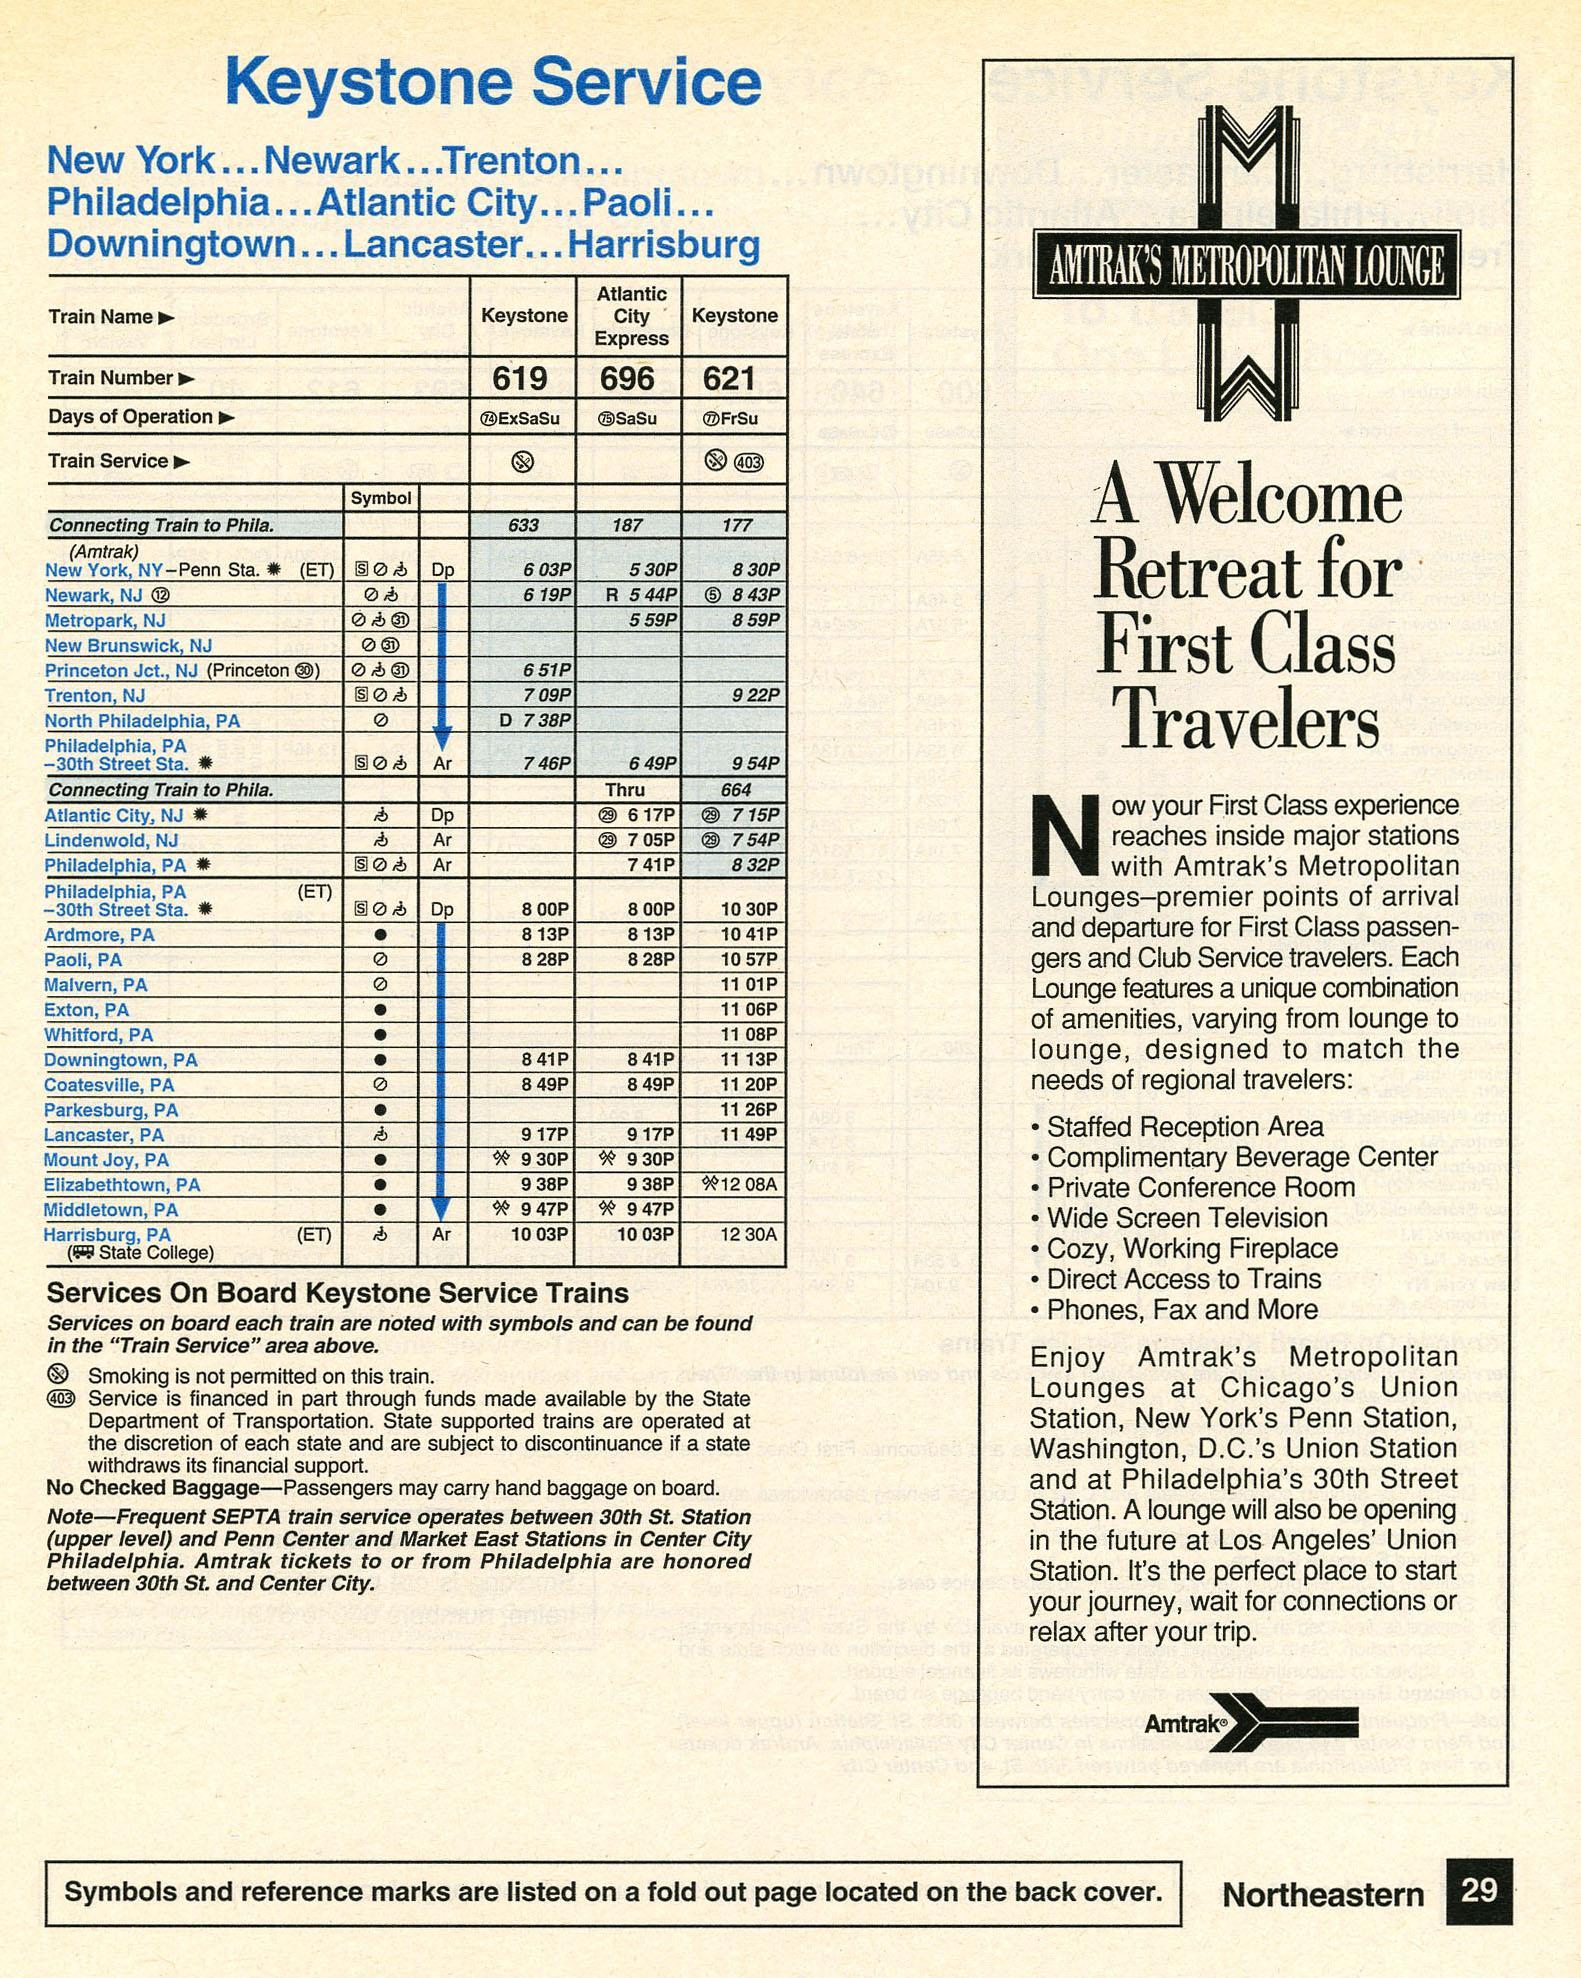 Keystone Service
New York...Newark...Trenton...
Philadelphia...Atlantic City...Paoli...
Downingtown...Lancaster...Harrisburg
Train Name ► Keystone Atlantic City Express Keystone
Train Number ► 619 696 621
Days of Operation ► 74 ExSaSu 75 SaSu 77 FrSu
Train Service ► 403
Symbol
Connecting Train to Phila. 633 187 177
(Amtrak)
New York, NY–Penn Sta. ✹ (ET) S Dp 6 03P 5 30P 8 30P
Newark, NJ ⑫ 6 19P R 5 44P ⑤ 8 43P
Metropark, NJ ㉛ 5 59P 8 59P
New Brunswick, NJ ㉛
Princeton Jct., NJ (Princeton ㉚) ㉛ 6 51P
Trenton, NJ S 7 09P 9 22P
North Philadelphia, PA D 7 38P
Philadelphia, PA
–30th Street Sta. ✹ S Ar 7 46P 6 49P 9 54P
Connecting Train to Phila. Thru 664
Atlantic City, NJ ✹ Dp ㉙ 6 17P ㉙ 7 15P
Lindenwold, NJ Ar ㉙ 7 05P ㉙ 7 54P
Philadelphia, PA ✹ S Ar 7 41P 8 32P
Philadelphia, PA (ET)
–30th Street Sta. ✹ S Dp 8 00P 8 00P 10 30P
Ardmore, PA ● 8 13P 8 13P 10 41P
Paoli, PA 8 28P 8 28P 10 57P
Malvern, PA 11 01P
Exton, PA ● 11 06P
Whitford, PA ● 11 08P
Downingtown, PA ● 8 41P 8 41P 11 13P
Coatesville, PA 8 49P 8 49P 11 20P
Parkesburg, PA ● 11 26P
Lancaster, PA 9 17P 9 17P 11 49P
Mount Joy, PA ● 9 30P 9 30P
Elizabethtown, PA ● 9 38P 9 38P 12 08A
Middletown, PA ● 9 47P 9 47P
Harrisburg, PA (ET) Ar 10 03P 10 03P 12 30A
(State College)
Services On Board Keystone Service Trains
Services on board each train are noted with symbols and can be found
in the “Train Service” area above.
Smoking is not permitted on this train.
403 Service is financed in part through funds made available by the State
Department of Transportation. State supported trains are operated at
the discretion of each state and are subject to discontinuance if a state
withdraws its financial support.
No Checked Baggage—Passengers may carry hand baggage on board.
Note—Frequent SEPTA train service operates between 30th St. Station
(upper level) and Penn Center and Market East Stations in Center City
Philadelphia. Amtrak tickets to or from Philadelphia are honored
between 30th St. and Center City.
AMTRAK'S METROPOLITAN LOUNGE
A Welcome
Retreat for
First Class
Travelers
Now your First Class experience
reaches inside major stations
with Amtrak's Metropolitan
Lounges–premier points of arrival
and departure for First Class passen-
gers and Club Service travelers. Each
Lounge features a unique combination
of amenities, varying from lounge to
lounge, designed to match the
needs of regional travelers:
• Staffed Reception Area
• Complimentary Beverage Center
• Private Conference Room
• Wide Screen Television
• Cozy, Working Fireplace
• Direct Access to Trains
• Phones, Fax and More
Enjoy Amtrak's Metropolitan
Lounges at Chicago's Union
Station, New York's Penn Station,
Washington, D.C.'s Union Station
and at Philadelphia's 30th Street
Station. A lounge will also be opening
in the future at Los Angeles' Union
Station. It's the perfect place to start
your journey, wait for connections or
relax after your trip.
Amtrak®
Symbols and reference marks are listed on a fold out page located on the back cover.
Northeastern 29